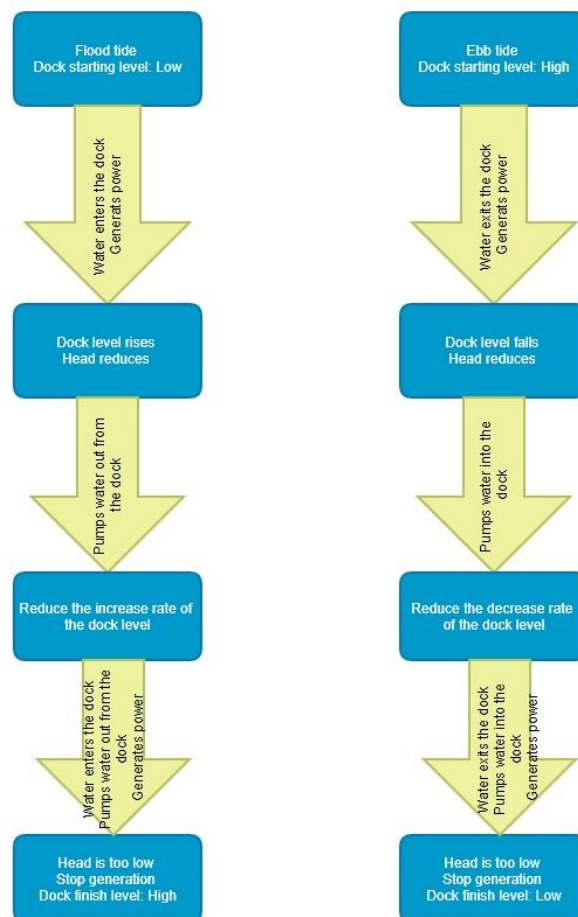 Flood tide
Dock starting level: Low
Water enters the dock
Generats power
Dock level rises
Head reduces
Pumps water out from
the dock
Reduce the increase rate of
the dock level
Water enters the dock
Pumps water out from the
dock
Generates power
Head is too low
Stop generation
Dock finish level: High
Ebb tide
Dock starting level: High
Water exits the dock
Generats power
Dock level falls
Head reduces
Pumps water into the
dock
Reduce the decrease rate
of the dock level
Water exits the dock
Pumps water into the
dock
Generates power
Head is too low
Stop generation
Dock finish level: Low